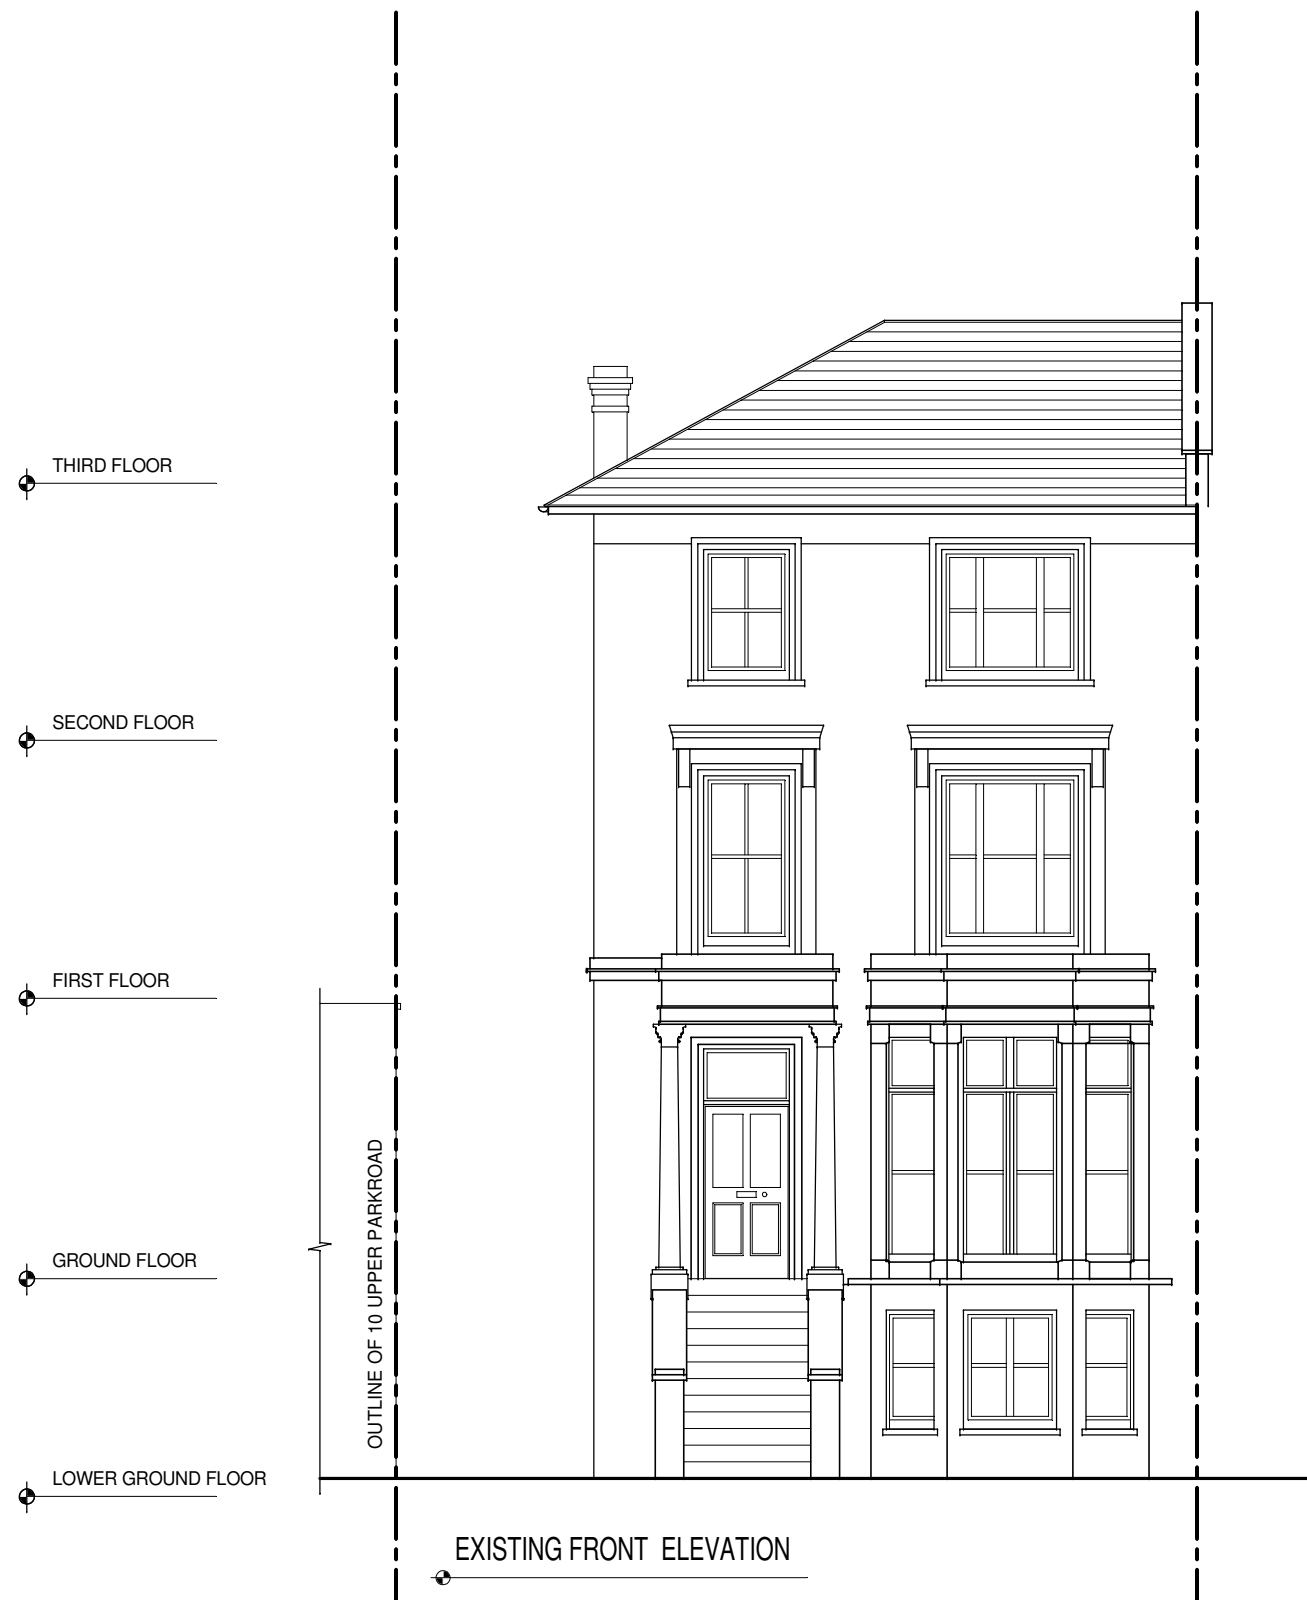 THIRD FLOOR
SECOND FLOOR
FIRST FLOOR
GROUND FLOOR
OUTLINE OF 10 UPPER PARKROAD
LOWER GROUND FLOOR
EXISTING FRONT ELEVATION